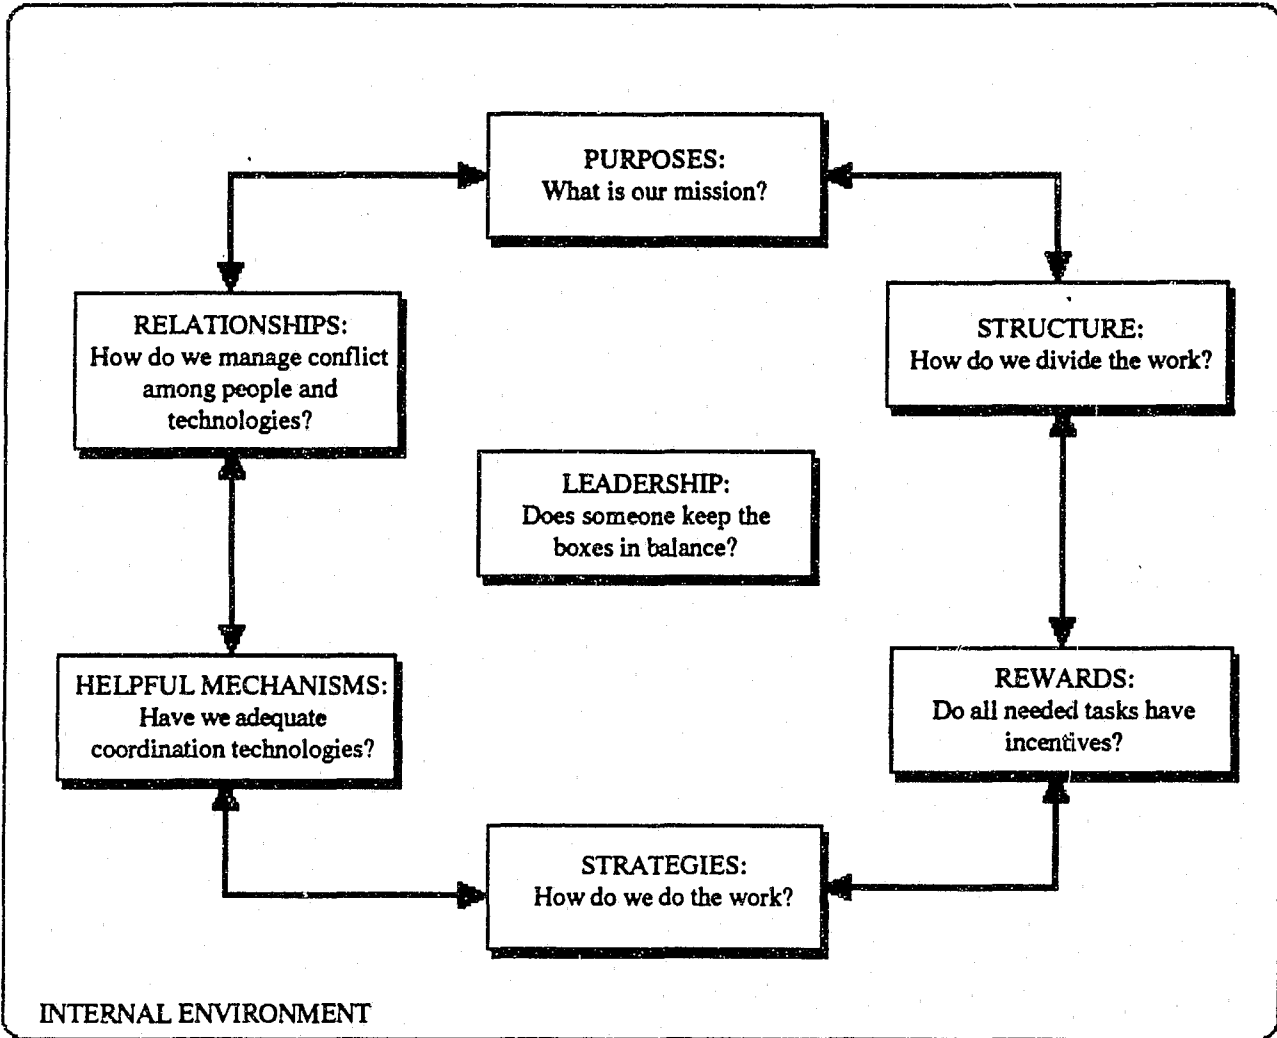 PURPOSES:
What is our mission?
RELATIONSHIPS:
How do we manage conflict
among people and
technologies?
STRUCTURE:
How do we divide the work?
LEADERSHIP:
Does someone keep the
boxes in balance?
HELPFUL MECHANISMS:
Have we adequate
coordination technologies?
REWARDS:
Do all needed tasks have
incentives?
STRATEGIES:
How do we do the work?
INTERNAL ENVIRONMENT